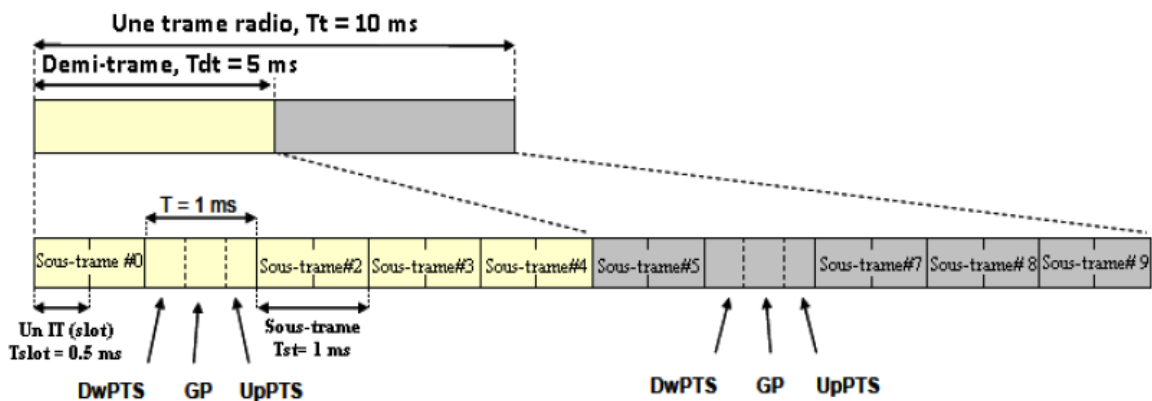 Une trame radio, Tt = 10 ms
Demi-trame, Tdt = 5 ms
T = 1 ms
Sous-trame #0
Sous-trame#2
Sous-trame#3
Sous-trame#4
Sous-trame#5
Sous-trame#7
Sous-trame# 8
Sous-trame# 9
Un IT (slot)
Tslot = 0.5 ms
Sous-trame
Tst= 1 ms
DwPTS
GP
UpPTS
DwPTS
GP
UpPTS